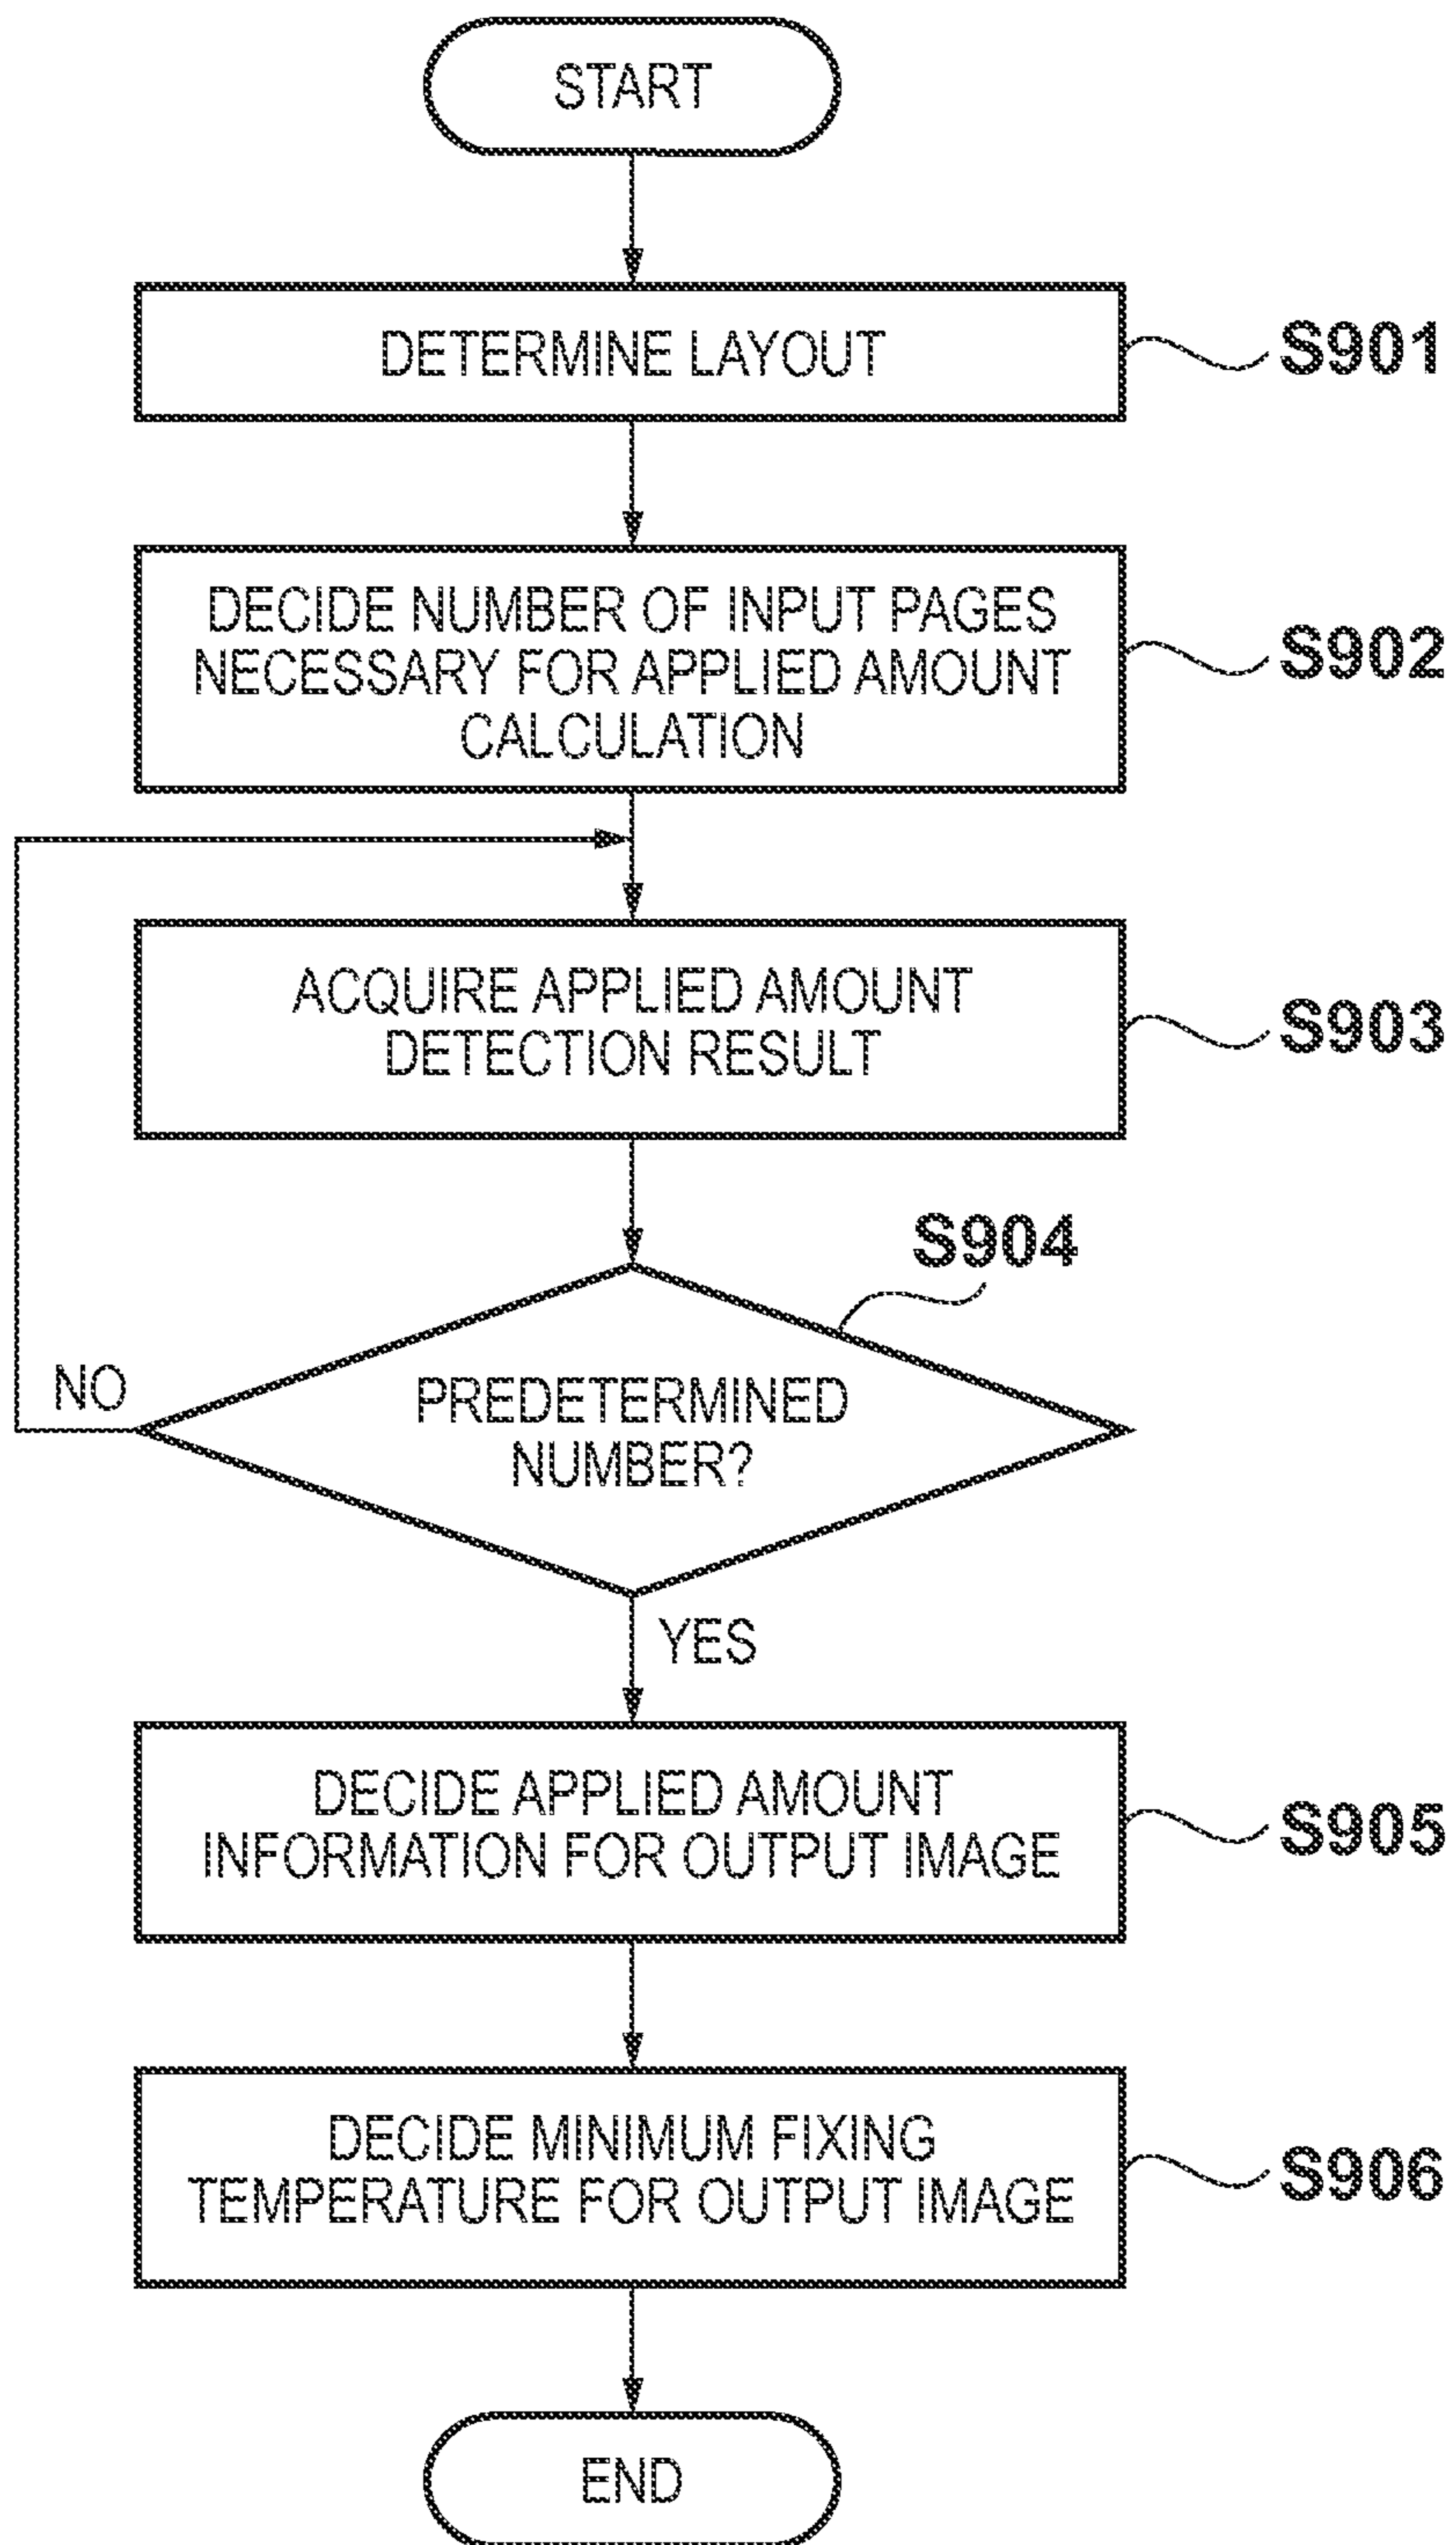 START
DETERMINE LAYOUT
S901
DECIDE NUMBER OF INPUT PAGES
NECESSARY FOR APPLIED AMOUNT
CALCULATION
S902
ACQUIRE APPLIED AMOUNT
DETECTION RESULT
S903
S904
PREDETERMINED
NUMBER?
NO
YES
DECIDE APPLIED AMOUNT
INFORMATION FOR OUTPUT IMAGE
S905
DECIDE MINIMUM FIXING
TEMPERATURE FOR OUTPUT IMAGE
S906
END